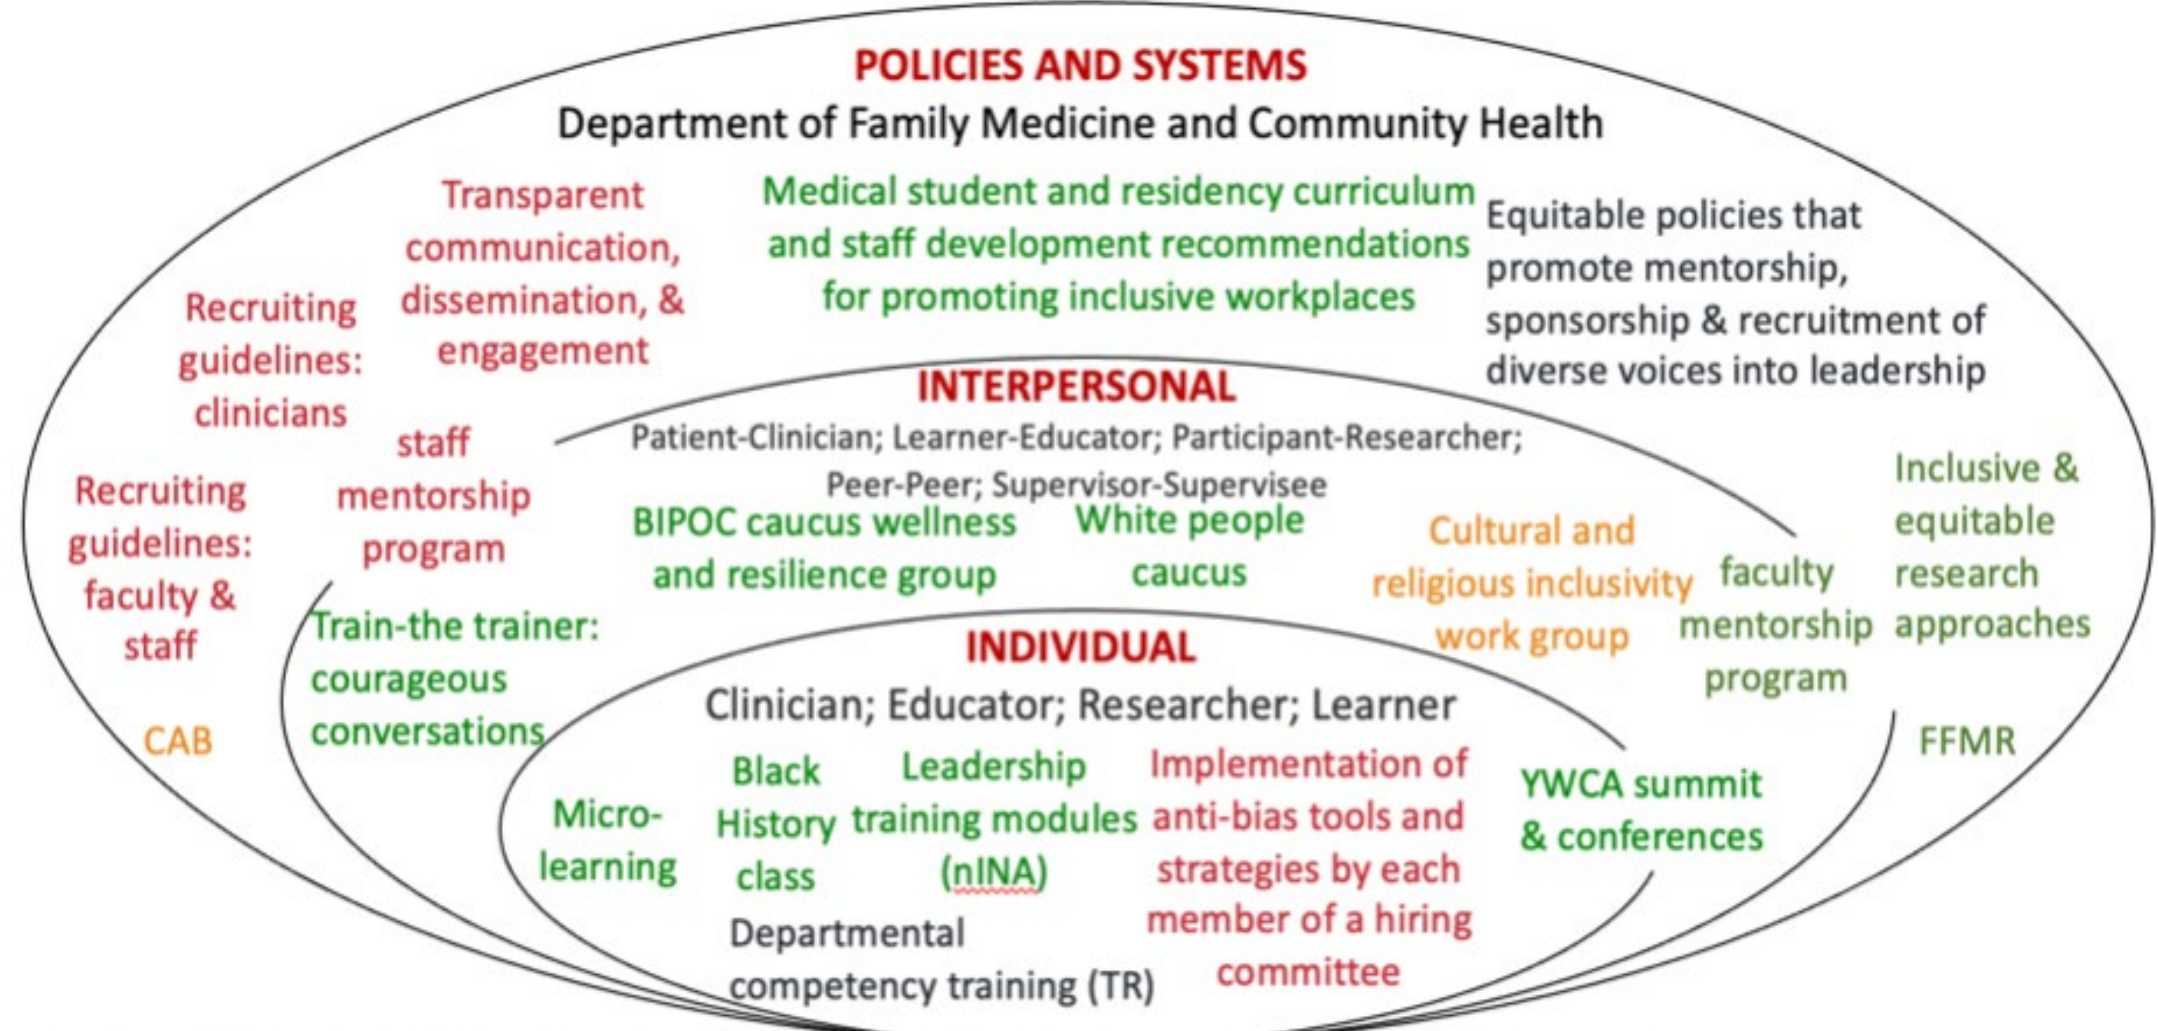 POLICIES AND SYSTEMS
Department of Family Medicine and Community Health
Transparent
communication,
dissemination, &
engagement
Medical student and residency curriculum
and staff development recommendations
for promoting inclusive workplaces
Equitable policies that
promote mentorship,
sponsorship & recruitment of
diverse voices into leadership
Recruiting
guidelines:
clinicians
staff
mentorship
program
Recruiting
guidelines:
faculty &
staff
CAB
INTERPERSONAL
Patient-Clinician; Learner-Educator; Participant-Researcher;
Peer-Peer; Supervisor-Supervisee
BIPOC caucus wellness
and resilience group
White people
caucus
Cultural and
religious inclusivity
work group
faculty
mentorship
program
Inclusive &
equitable
research
approaches
FFMR
Train-the trainer:
courageous
conversations
INDIVIDUAL
Clinician; Educator; Researcher; Learner
Micro-
learning
Black
History
class
Leadership
training modules
(nINA)
Implementation of
anti-bias tools and
strategies by each
member of a hiring
committee
YWCA summit
& conferences
Departmental
competency training (TR)